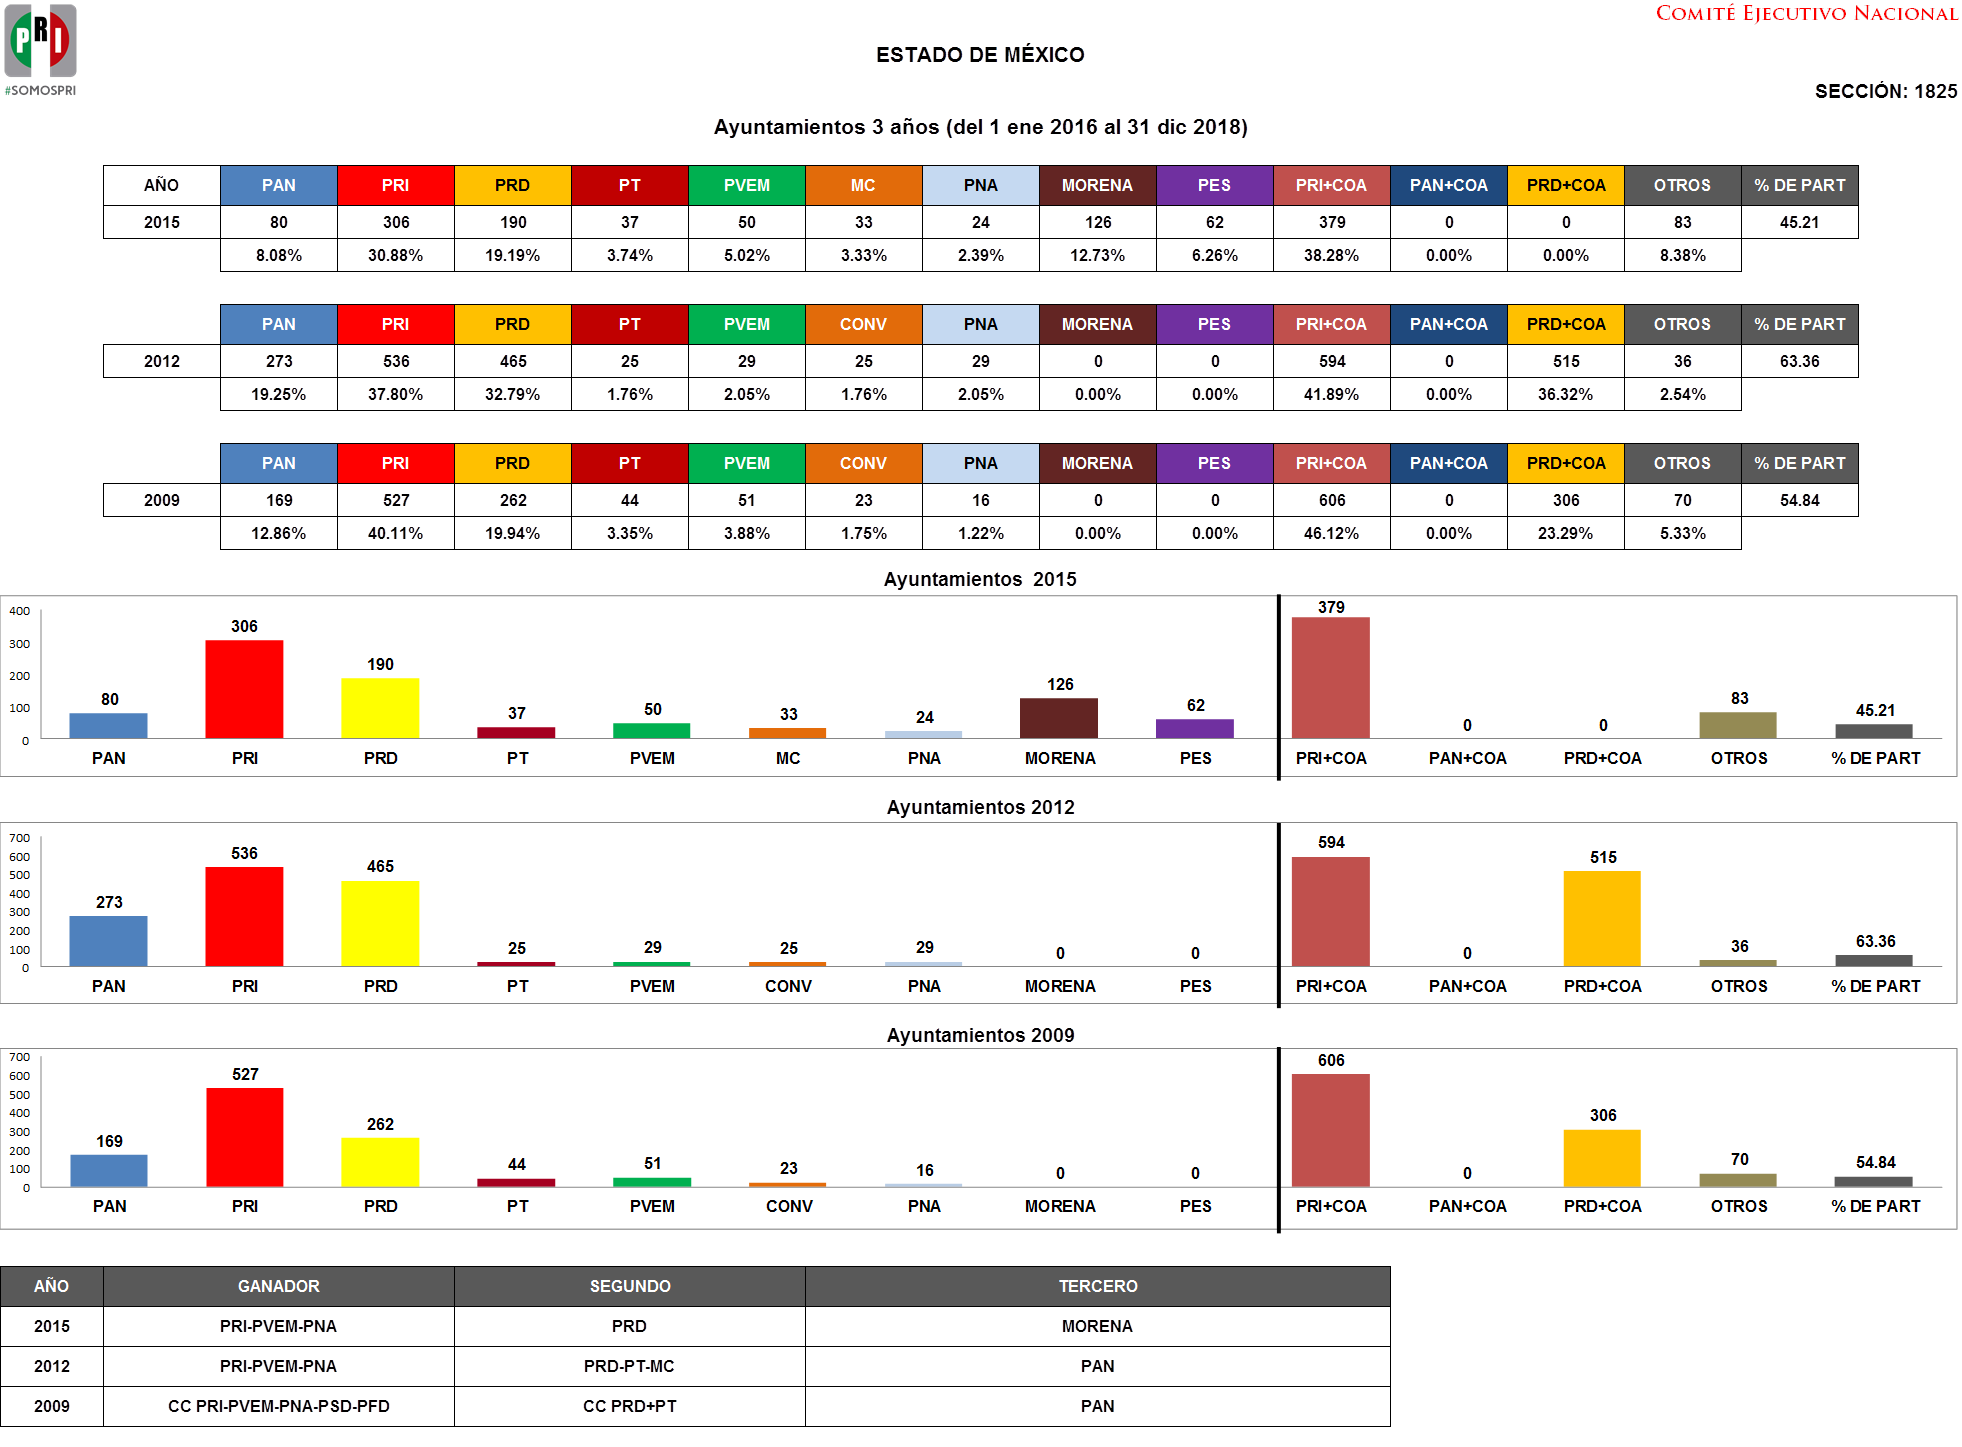 COMITÉ EJECUTIVO NACIONAL
PRI
#SOMOSPRI
ESTADO DE MÉXICO
SECCIÓN: 1825
Ayuntamientos 3 años (del 1 ene 2016 al 31 dic 2018)
AÑO PAN PRI PRD PT PVEM MC PNA MORENA PES PRI+COA PAN+COA PRD+COA OTROS % DE PART
2015 80 306 190 37 50 33 24 126 62 379 0 0 83 45.21
8.08% 30.88% 19.19% 3.74% 5.02% 3.33% 2.39% 12.73% 6.26% 38.28% 0.00% 0.00% 8.38%
PAN PRI PRD PT PVEM CONV PNA MORENA PES PRI+COA PAN+COA PRD+COA OTROS % DE PART
2012 273 536 465 25 29 25 29 0 0 594 0 515 36 63.36
19.25% 37.80% 32.79% 1.76% 2.05% 1.76% 2.05% 0.00% 0.00% 41.89% 0.00% 36.32% 2.54%
PAN PRI PRD PT PVEM CONV PNA MORENA PES PRI+COA PAN+COA PRD+COA OTROS % DE PART
2009 169 527 262 44 51 23 16 0 0 606 0 306 70 54.84
12.86% 40.11% 19.94% 3.35% 3.88% 1.75% 1.22% 0.00% 0.00% 46.12% 0.00% 23.29% 5.33%
Ayuntamientos 2015
400
300
200
100
0
80 306 190 37 50 33 24 126 62 379 0 0 83 45.21
PAN PRI PRD PT PVEM MC PNA MORENA PES PRI+COA PAN+COA PRD+COA OTROS % DE PART
Ayuntamientos 2012
700
600
500
400
300
200
100
0
273 536 465 25 29 25 29 0 0 594 0 515 36 63.36
PAN PRI PRD PT PVEM CONV PNA MORENA PES PRI+COA PAN+COA PRD+COA OTROS % DE PART
Ayuntamientos 2009
700
600
500
400
300
200
100
0
169 527 262 44 51 23 16 0 0 606 0 306 70 54.84
PAN PRI PRD PT PVEM CONV PNA MORENA PES PRI+COA PAN+COA PRD+COA OTROS % DE PART
AÑO GANADOR SEGUNDO TERCERO
2015 PRI-PVEM-PNA PRD MORENA
2012 PRI-PVEM-PNA PRD-PT-MC PAN
2009 CC PRI-PVEM-PNA-PSD-PFD CC PRD+PT PAN